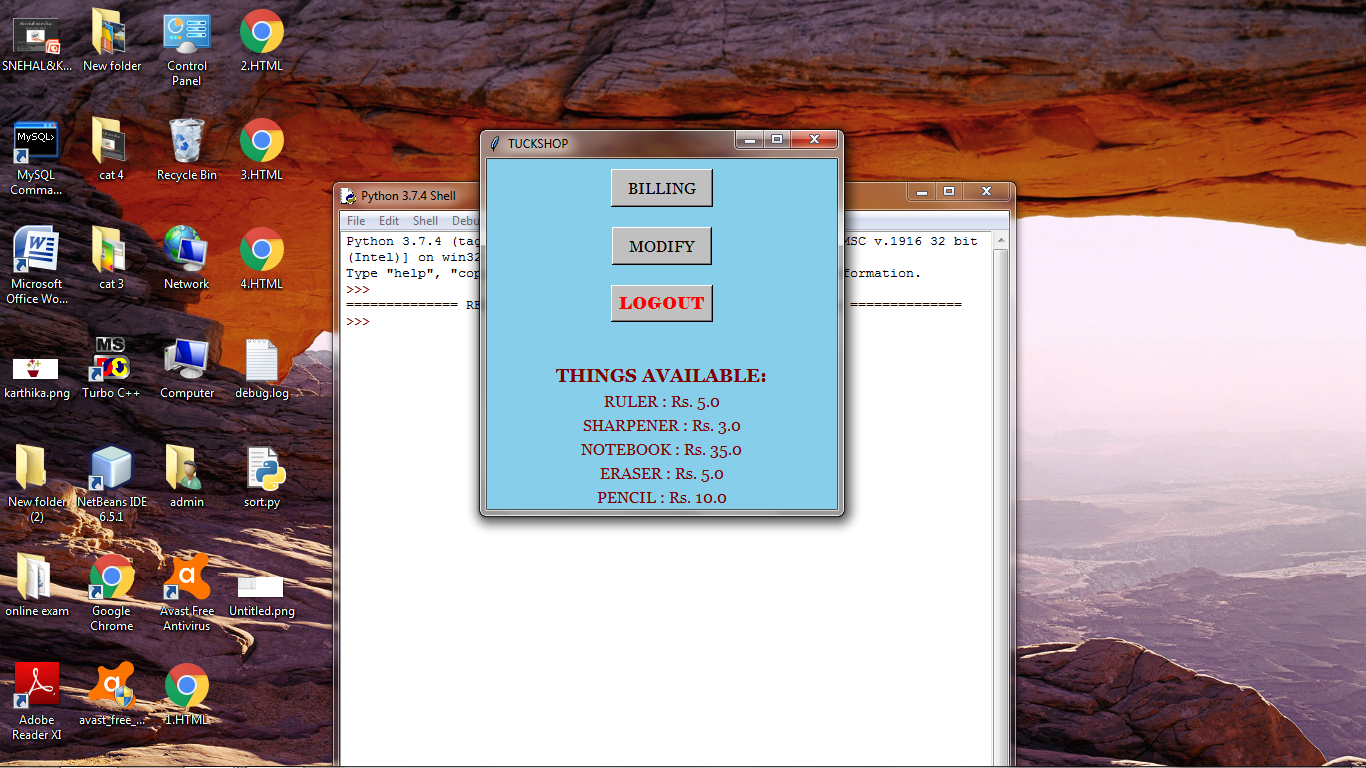 SNEHAL&K...
New folder
Control
Panel
2.HTML
MySQL>
MySQL
Comma...
cat 4
Recycle Bin
3.HTML
Microsoft
Office Wo...
cat 3
Network
4.HTML
karthika.png
MS
Turbo C++
Computer
debug.log
New folder
(2)
NetBeans IDE
6.5.1
admin
sort.py
online exam
Google
Chrome
Avast Free
Antivirus
Untitled.png
Adobe
Reader XI
avast_free_...
1.HTML
TUCKSHOP
BILLING
MODIFY
LOGOUT
THINGS AVAILABLE:
RULER : Rs. 5.0
SHARPENER : Rs. 3.0
NOTEBOOK : Rs. 35.0
ERASER : Rs. 5.0
PENCIL : Rs. 10.0
Python 3.7.4 Shell
File Edit Shell Debu
Python 3.7.4 (tag MSC v.1916 32 bit
(Intel)] on win32
Type "help", "cop formation.
>>>
============== RE ==============
>>>